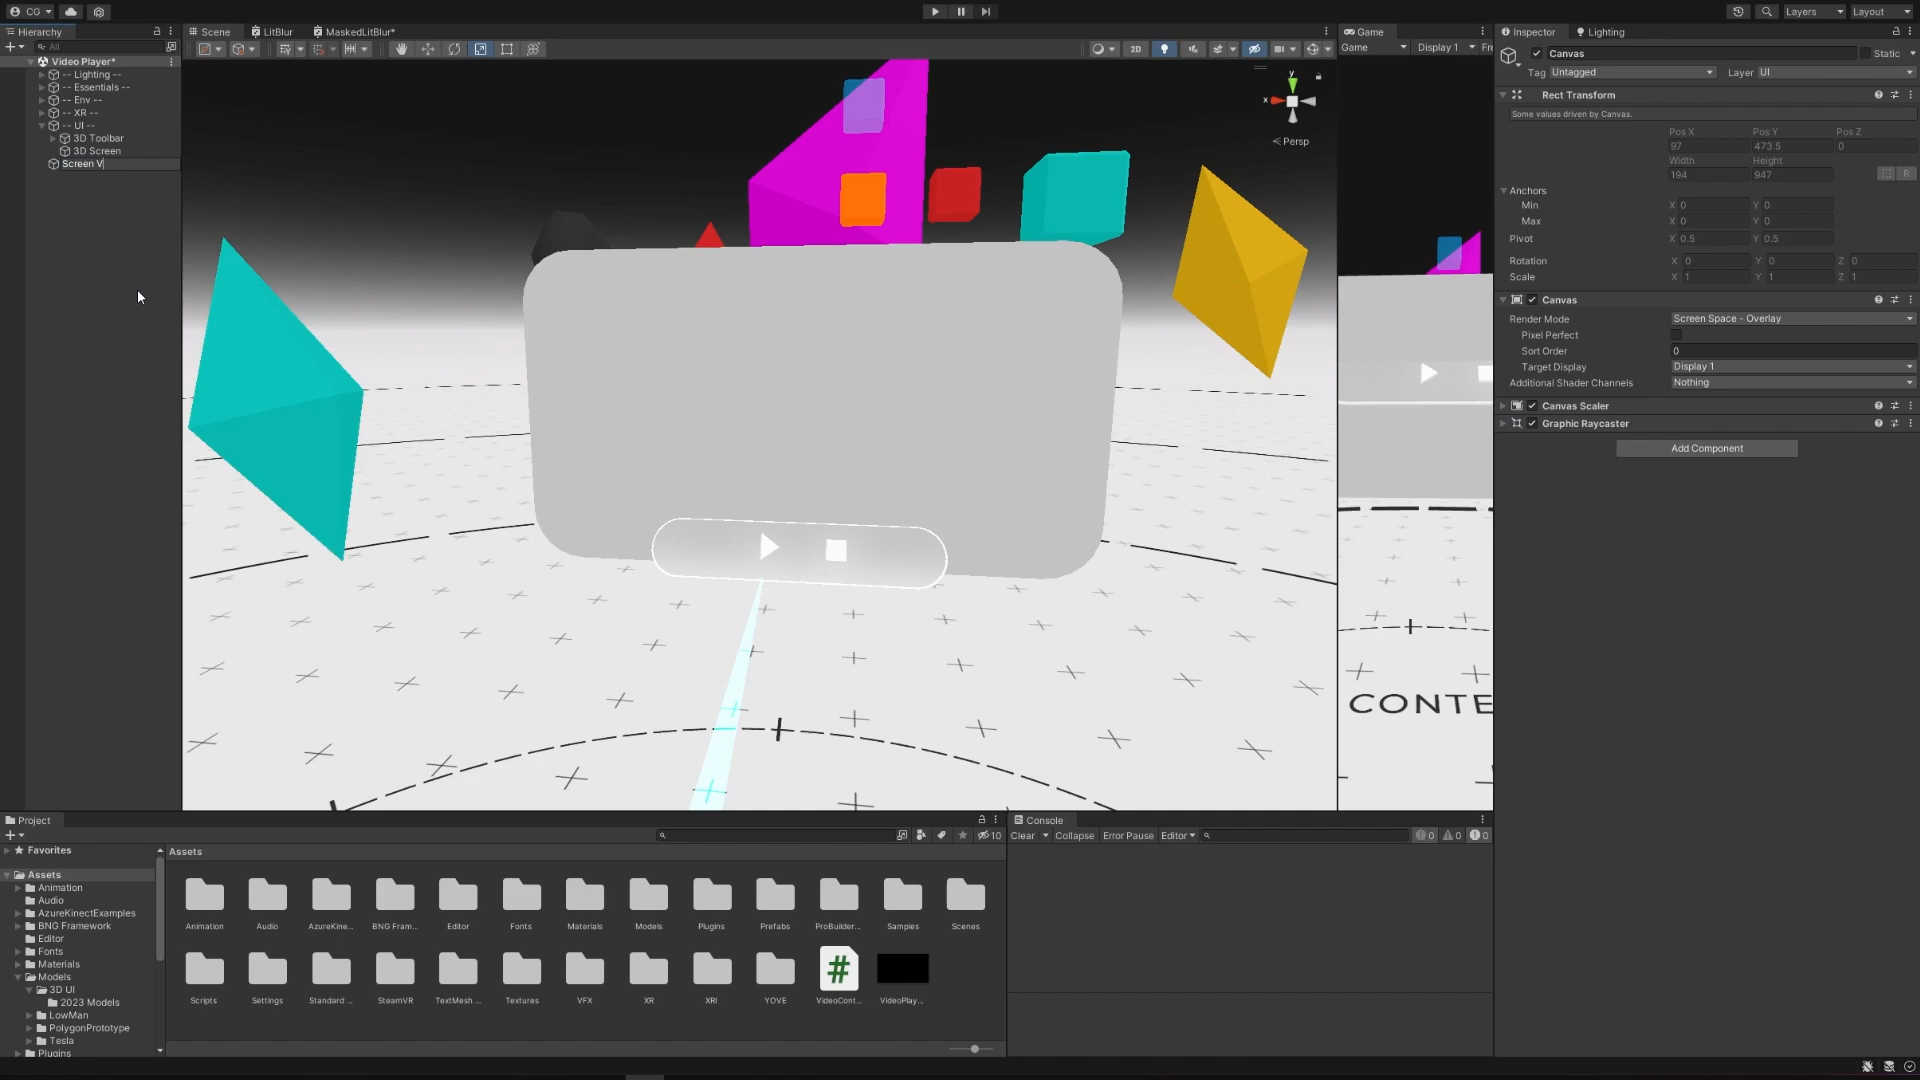 CG
Layers
Layout
Hierarchy
Scene
LitBlur
MaskedLitBlur*
Game
Inspector
Lighting
All
2D
Game
Display 1
Fre
Canvas
Static
Tag Untagged
Layer UI
Video Player*
-- Lighting --
-- Essentials --
-- Env --
-- XR --
-- UI --
3D Toolbar
3D Screen
Screen V
y
x
Persp
CONTE
Rect Transform
Some values driven by Canvas.
Pos X Pos Y Pos Z
97 473.5 0
Width Height
194 947
R
Anchors
Min X 0 Y 0
Max X 0 Y 0
Pivot X 0.5 Y 0.5
Rotation X 0 Y 0 Z 0
Scale X 1 Y 1 Z 1
Canvas
Render Mode Screen Space - Overlay
Pixel Perfect
Sort Order 0
Target Display Display 1
Additional Shader Channels Nothing
Canvas Scaler
Graphic Raycaster
Add Component
Project
10
Favorites
Assets
Animation
Audio
AzureKinectExamples
BNG Framework
Editor
Fonts
Materials
Models
3D UI
2023 Models
LowMan
PolygonPrototype
Tesla
Plugins
Assets
Animation Audio AzureKine... BNG Fram... Editor Fonts Materials Models Plugins Prefabs ProBuilder... Samples Scenes
Scripts Settings Standard ... SteamVR TextMesh ... Textures VFX XR XRI YOVE VideoCont... VideoPlay...
#
Console
Clear Collapse Error Pause Editor
0 0 0